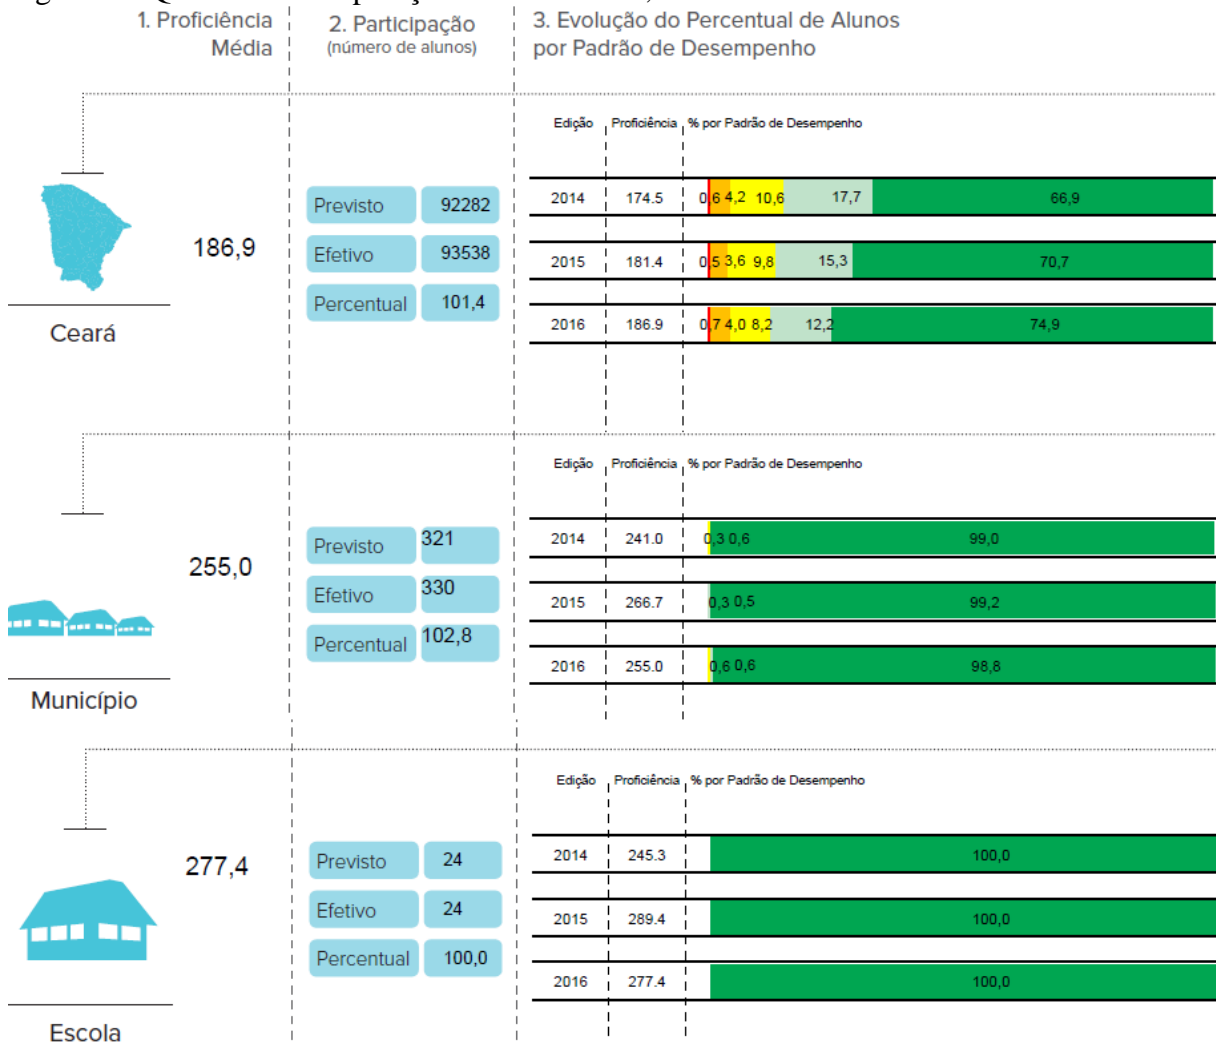 1. Proficiência
Média
2. Participação
(número de alunos)
3. Evolução do Percentual de Alunos
por Padrão de Desempenho
Edição Proficiência % por Padrão de Desempenho
Previsto 92282
Efetivo 93538
Percentual 101,4
186,9
Ceará
2014 174.5 0,6 4,2 10,6 17,7 66,9
2015 181.4 0,5 3,6 9,8 15,3 70,7
2016 186.9 0,7 4,0 8,2 12,2 74,9
Edição Proficiência % por Padrão de Desempenho
Previsto 321
Efetivo 330
Percentual 102,8
255,0
Município
2014 241.0 0,3 0,6 99,0
2015 266.7 0,3 0,5 99,2
2016 255.0 0,6 0,6 98,8
Edição Proficiência % por Padrão de Desempenho
Previsto 24
Efetivo 24
Percentual 100,0
277,4
Escola
2014 245.3 100,0
2015 289.4 100,0
2016 277.4 100,0